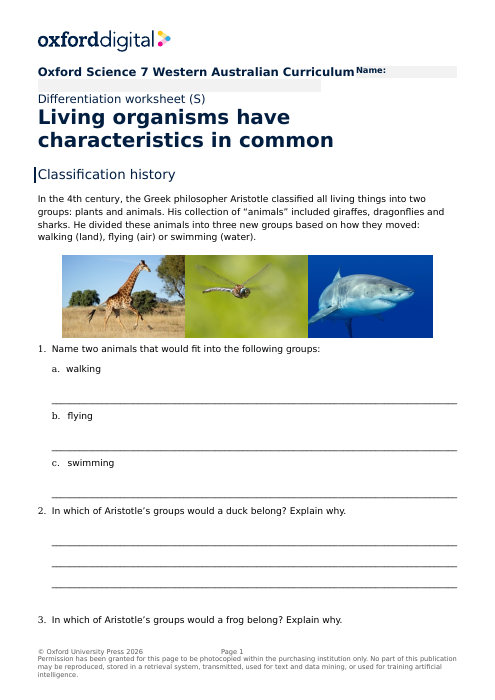 oxforddigital
Oxford Science 7 Western Australian Curriculum Name:
Differentiation worksheet (S)
Living organisms have
characteristics in common
Classification history
In the 4th century, the Greek philosopher Aristotle classified all living things into two
groups: plants and animals. His collection of “animals” included giraffes, dragonflies and
sharks. He divided these animals into three new groups based on how they moved:
walking (land), flying (air) or swimming (water).
1. Name two animals that would fit into the following groups:
a. walking
b. flying
c. swimming
2. In which of Aristotle’s groups would a duck belong? Explain why.
3. In which of Aristotle’s groups would a frog belong? Explain why.
© Oxford University Press 2026 Page 1
Permission has been granted for this page to be photocopied within the purchasing institution only. No part of this publication
may be reproduced, stored in a retrieval system, transmitted, used for text and data mining, or used for training artificial
intelligence.